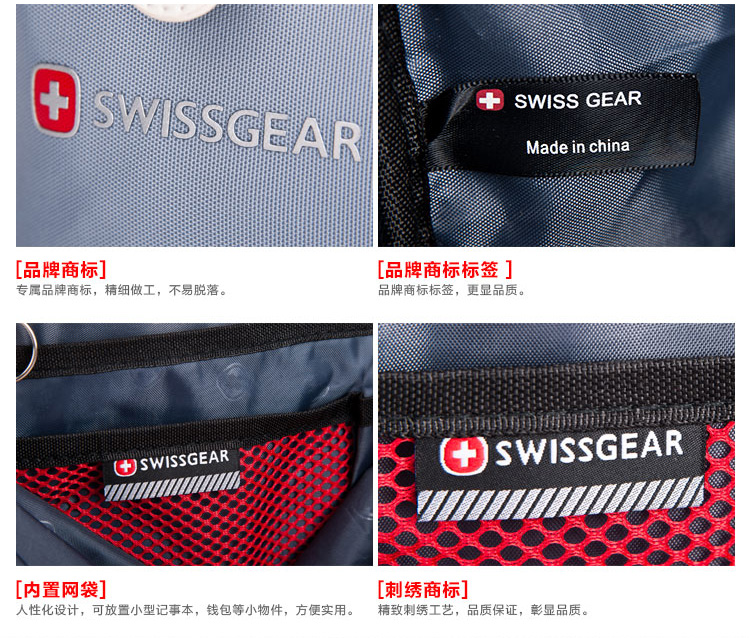 SWISSGEAR
SWISS GEAR
Made in china
[品牌商标]
专属品牌商标，精细做工，不易脱落。
[品牌商标标签 ]
品牌商标标签，更显品质。
SWISSGEAR
SWISSGEAR
[内置网袋]
人性化设计，可放置小型记事本，钱包等小物件，方便实用。
[刺绣商标]
精致刺绣工艺，品质保证，彰显品质。